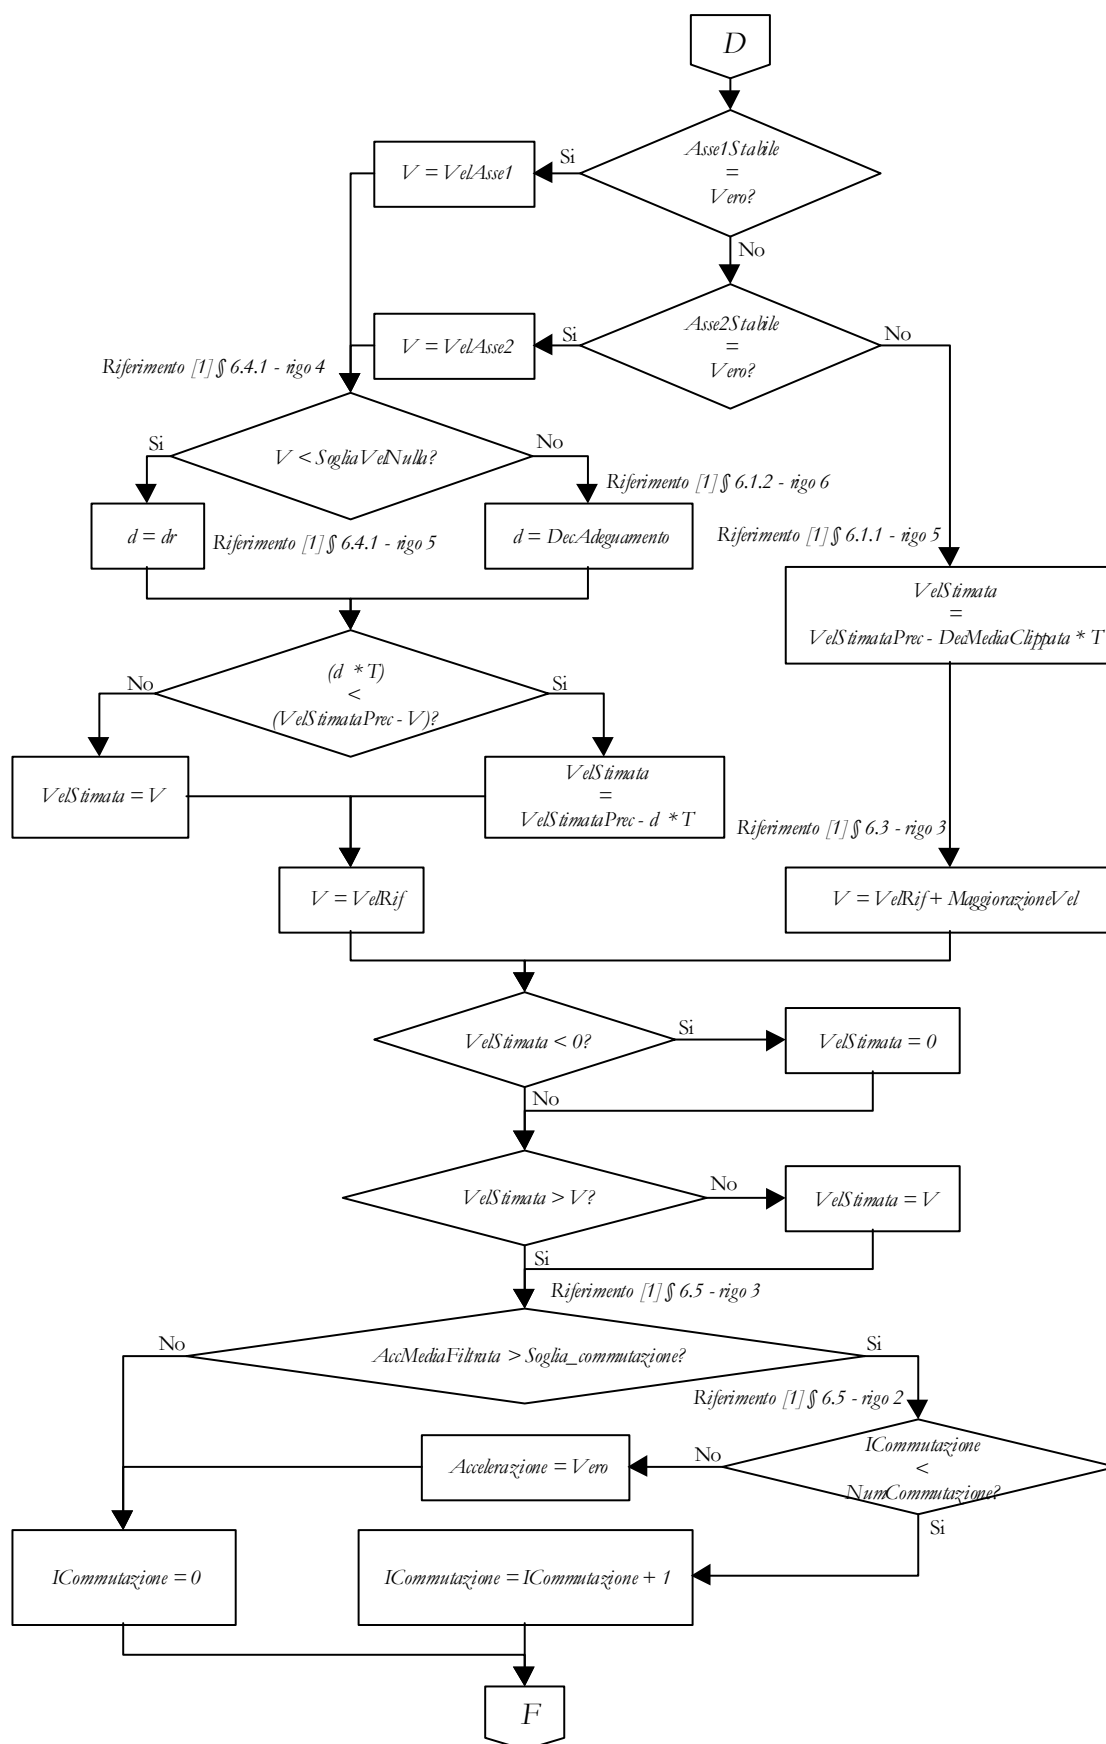 D
Asse1Stabile
=
Vero?
Si
V = VelAsse1
No
Asse2Stabile
=
Vero?
Si
No
V = VelAsse2
Riferimento [1] § 6.4.1 - rigo 4
Si
No
V < SogliaVelNulla?
Riferimento [1] § 6.1.2 - rigo 6
d = dr
Riferimento [1] § 6.4.1 - rigo 5
d = DecAdeguamento
Riferimento [1] § 6.1.1 - rigo 5
VelStimata
=
VelStimataPrec - DecMediaClippata * T
(d * T)
<
(VelStimataPrec - V)?
No
Si
VelStimata = V
VelStimata
=
VelStimataPrec - d * T
Riferimento [1] § 6.3 - rigo 3
V = VelRif
V = VelRif + MaggiorazioneVel
VelStimata < 0?
Si
VelStimata = 0
No
VelStimata > V?
No
VelStimata = V
Si
Riferimento [1] § 6.5 - rigo 3
No
AccMediaFiltrata > Soglia_commutazione?
Si
Riferimento [1] § 6.5 - rigo 2
ICommutazione
<
NumCommutazione?
No
Accelerazione = Vero
Si
ICommutazione = 0
ICommutazione = ICommutazione + 1
F